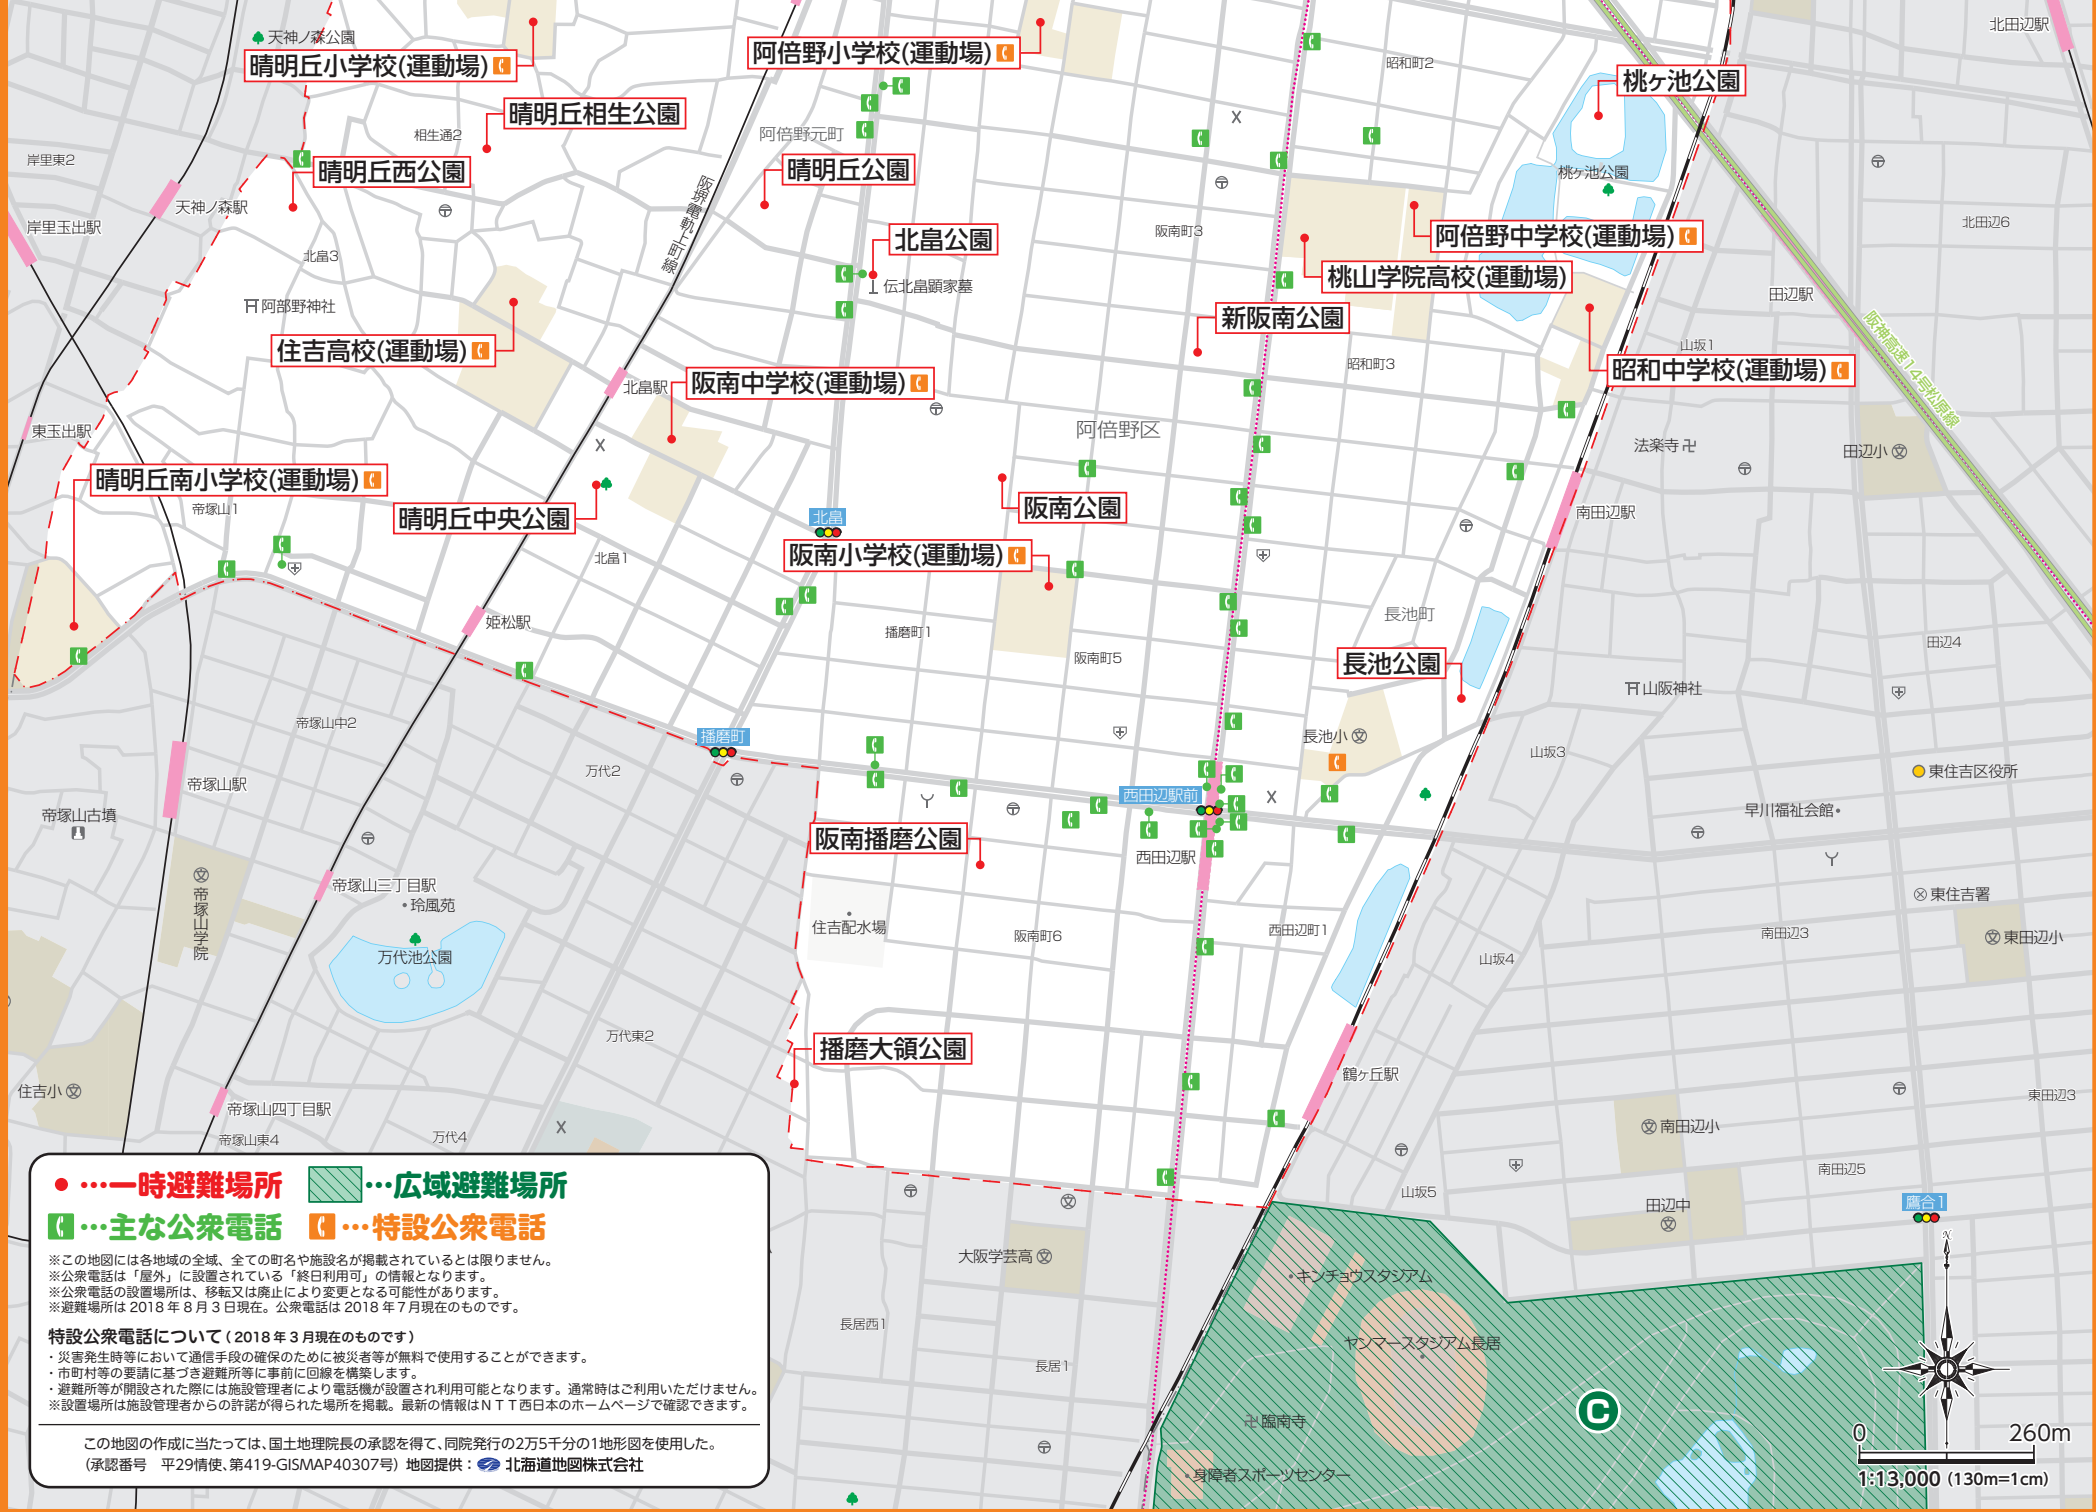 天神ノ森公園
北田辺駅
晴明丘小学校(運動場)
阿倍野小学校(運動場)
昭和町2
桃ヶ池公園
晴明丘相生公園
相生通2
阿倍野元町
岸里東2
晴明丘西公園
晴明丘公園
桃ヶ池公園
天神ノ森駅
阪堺電軌上町線
岸里玉出駅
北畠公園
阪南町3
阿倍野中学校(運動場)
北田辺6
北畠3
桃山学院高校(運動場)
伝北畠顕家墓
阿部野神社
田辺駅
新阪南公園
阪神高速14号松原線
住吉高校(運動場)
山坂1
昭和町3
昭和中学校(運動場)
北畠駅
阪南中学校(運動場)
東玉出駅
阿倍野区
法楽寺
田辺小
晴明丘南小学校(運動場)
帝塚山1
晴明丘中央公園
阪南公園
南田辺駅
北畠
北畠1
阪南小学校(運動場)
姫松駅
播磨町1
長池町
阪南町5
田辺4
長池公園
山阪神社
帝塚山中2
播磨町
長池小
山坂3
万代2
東住吉区役所
帝塚山駅
西田辺駅前
帝塚山古墳
早川福祉会館
阪南播磨公園
西田辺駅
帝塚山三丁目駅
帝塚山学院
玲風苑
東住吉署
住吉配水場
阪南町6
西田辺町1
南田辺3
東田辺小
万代池公園
山坂4
万代東2
播磨大領公園
鶴ヶ丘駅
住吉小
東田辺3
帝塚山四丁目駅
帝塚山東4
万代4
南田辺小
南田辺5
山坂5
田辺中
鷹合1
大阪学芸高
キンチョウスタジアム
長居西1
ヤンマースタジアム長居
長居1
臨南寺
C
身障者スポーツセンター
N
0 260m
1:13,000 (130m=1cm)
…一時避難場所 …広域避難場所
…主な公衆電話 …特設公衆電話
※この地図には各地域の全域、全ての町名や施設名が掲載されているとは限りません。
※公衆電話は「屋外」に設置されている「終日利用可」の情報となります。
※公衆電話の設置場所は、移転又は廃止により変更となる可能性があります。
※避難場所は2018年8月3日現在。公衆電話は2018年7月現在のものです。
特設公衆電話について(2018年3月現在のものです)
・災害発生時等において通信手段の確保のために被災者等が無料で使用することができます。
・市町村等の要請に基づき避難所等に事前に回線を構築します。
・避難所等が開設された際には施設管理者により電話機が設置され利用可能となります。通常時はご利用いただけません。
※設置場所は施設管理者からの許諾が得られた場所を掲載。最新の情報はNTT西日本のホームページで確認できます。
この地図の作成に当たっては、国土地理院長の承認を得て、同院発行の2万5千分の1地形図を使用した。
(承認番号 平29情使、第419-GISMAP40307号) 地図提供: 北海道地図株式会社